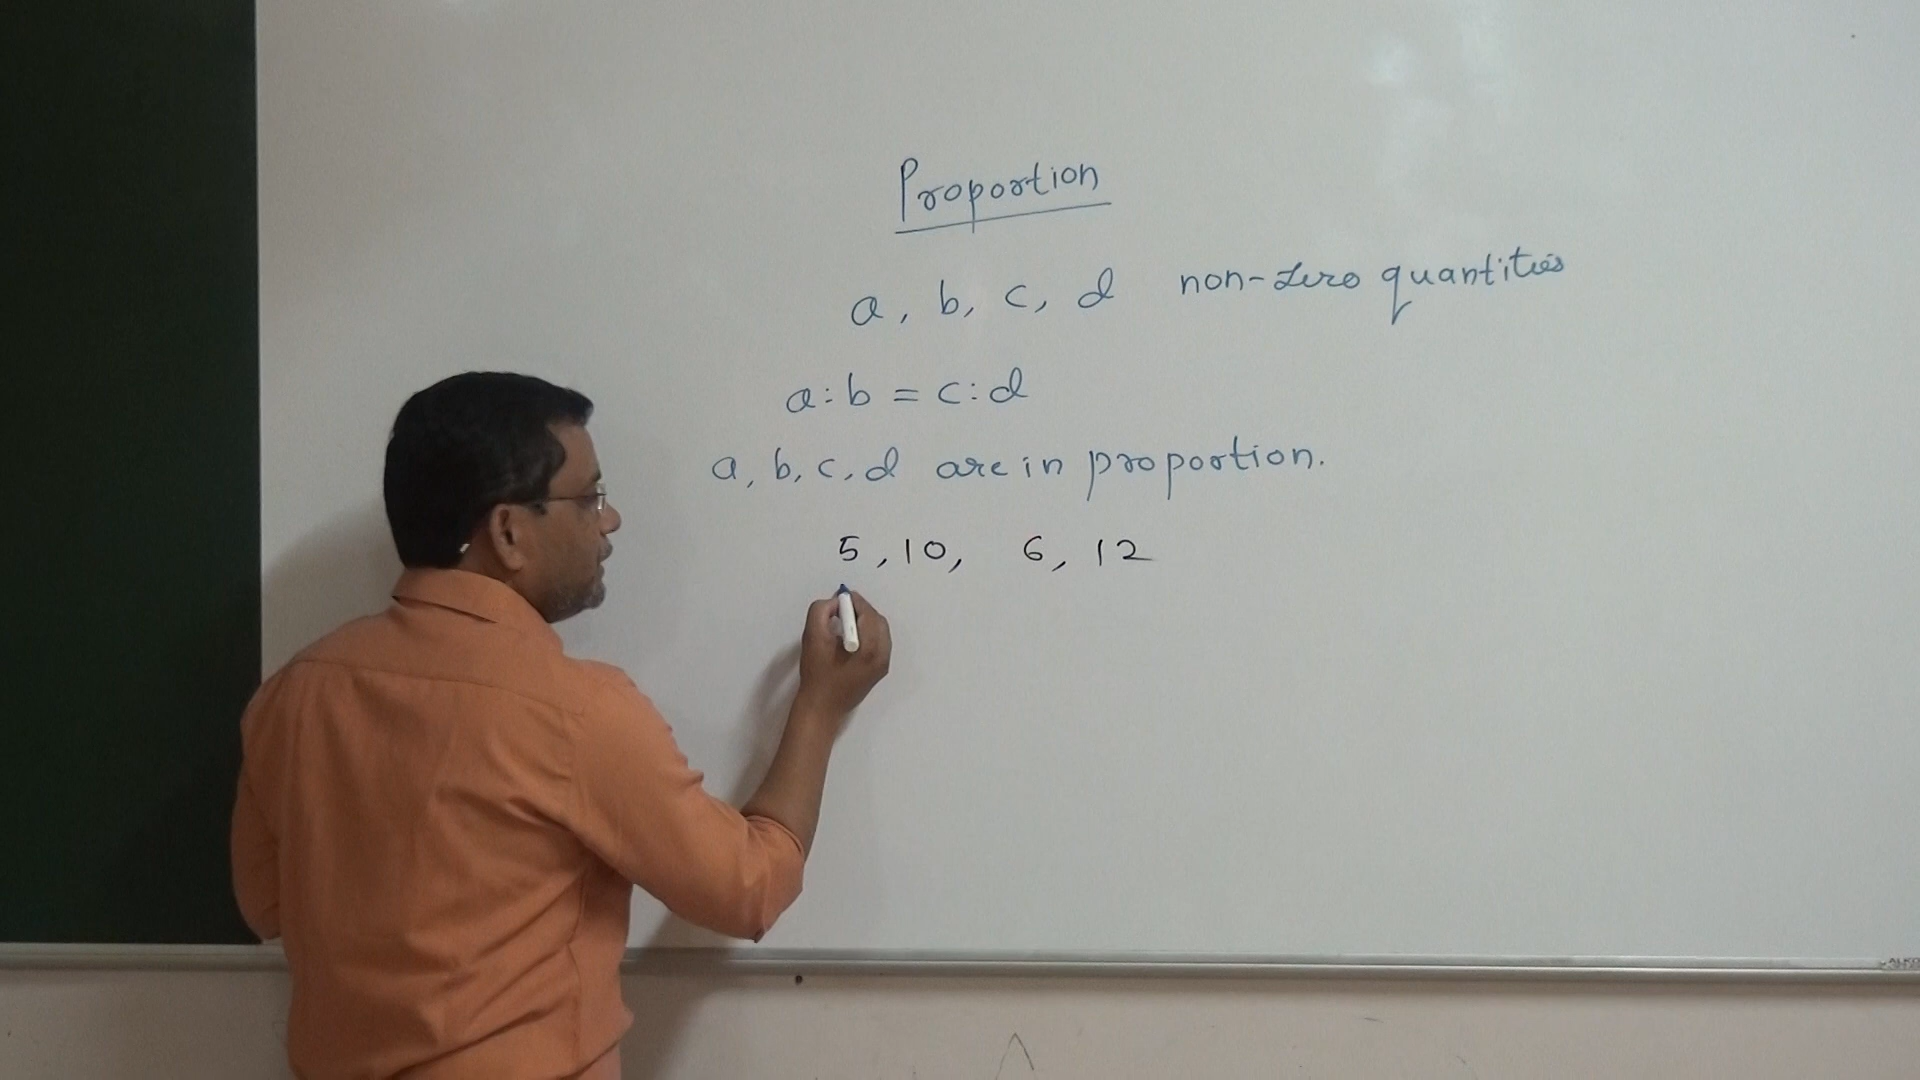 Proportion
a, b, c, d non-zero quantities
a:b = c:d
a, b, c, d are in proportion.
5, 10, 6, 12